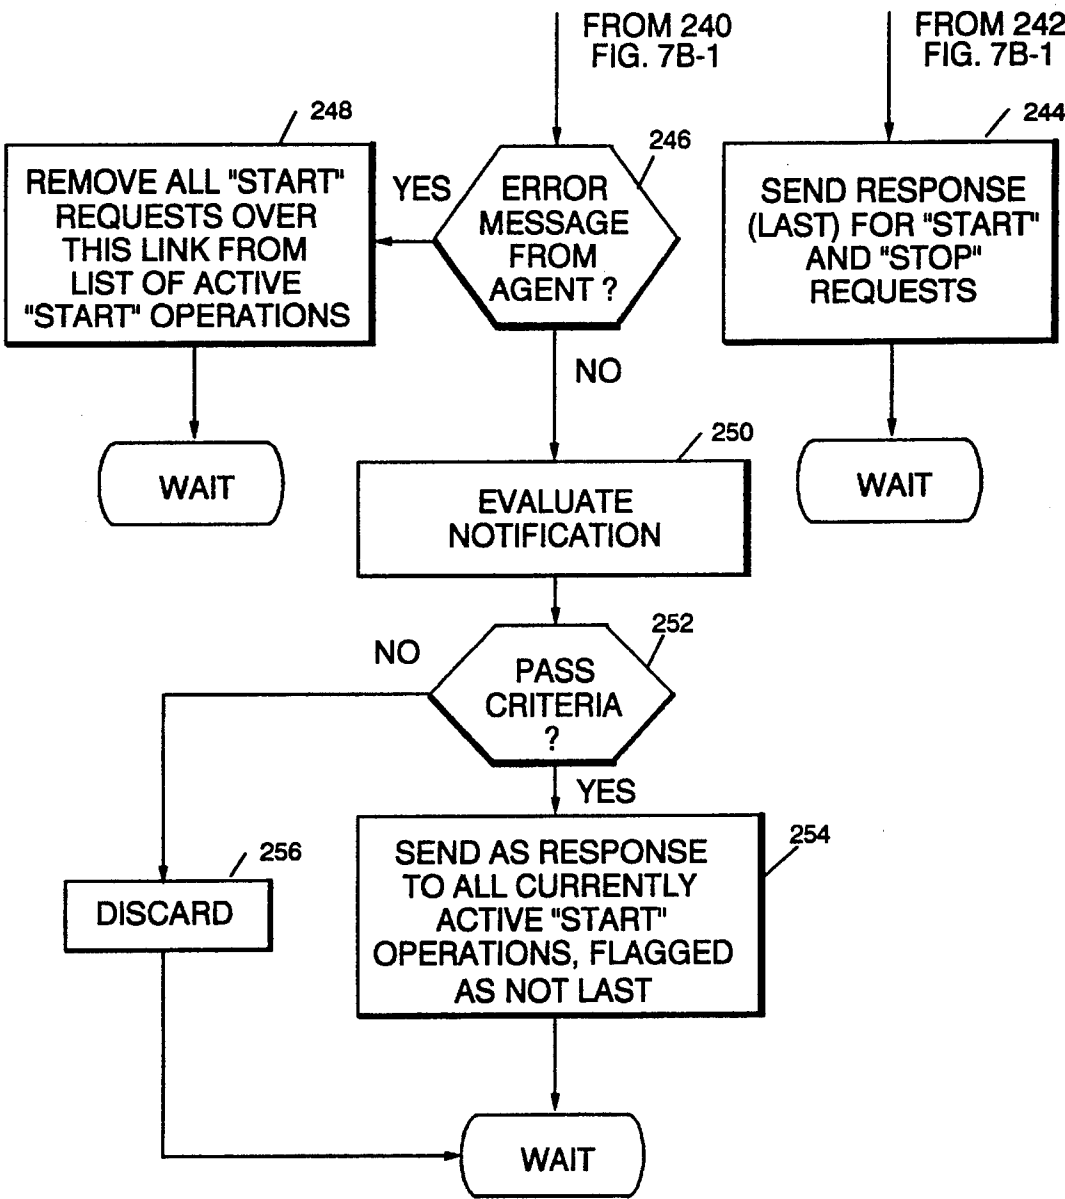 FROM 240
FIG. 7B-1
FROM 242
FIG. 7B-1
248
REMOVE ALL "START"
REQUESTS OVER
THIS LINK FROM
LIST OF ACTIVE
"START" OPERATIONS
YES
246
ERROR
MESSAGE
FROM
AGENT ?
244
SEND RESPONSE
(LAST) FOR "START"
AND "STOP"
REQUESTS
NO
WAIT
WAIT
250
EVALUATE
NOTIFICATION
252
NO
PASS
CRITERIA
?
YES
256
DISCARD
254
SEND AS RESPONSE
TO ALL CURRENTLY
ACTIVE "START"
OPERATIONS, FLAGGED
AS NOT LAST
WAIT